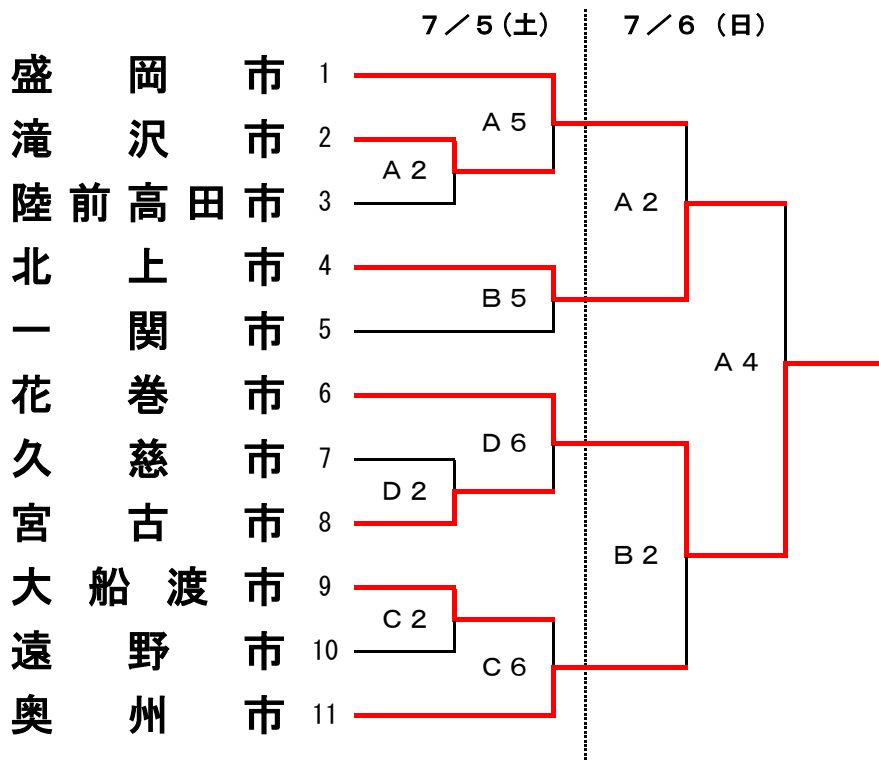 7／5（土） 7／6（日）
盛岡市 1
A5
滝沢市 2
A2
陸前高田市 3
A2
北上市 4
B5
一関市 5
A4
花巻市 6
D6
久慈市 7
D2
宮古市 8
B2
大船渡市 9
C2
遠野市 10
C6
奥州市 11